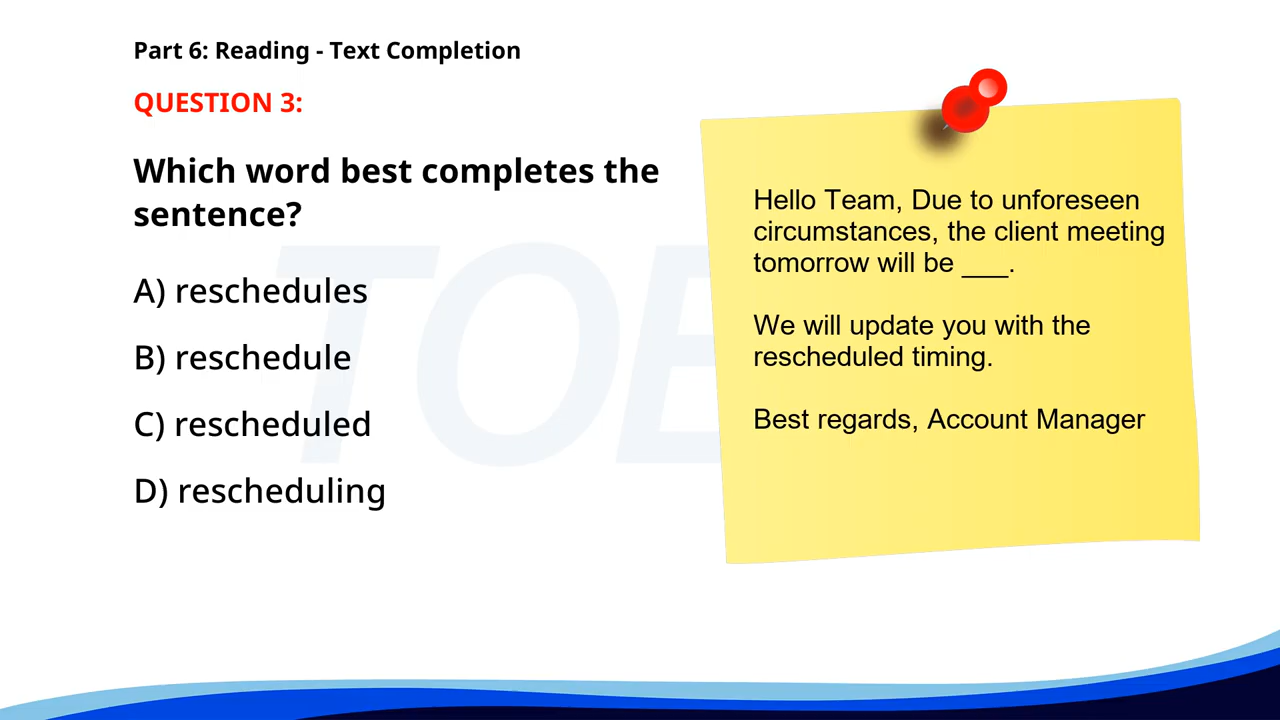 Part 6: Reading - Text Completion
QUESTION 3:
Which word best completes the
sentence?
A) reschedules
B) reschedule
C) rescheduled
D) rescheduling
Hello Team, Due to unforeseen
circumstances, the client meeting
tomorrow will be ___.
We will update you with the
rescheduled timing.
Best regards, Account Manager